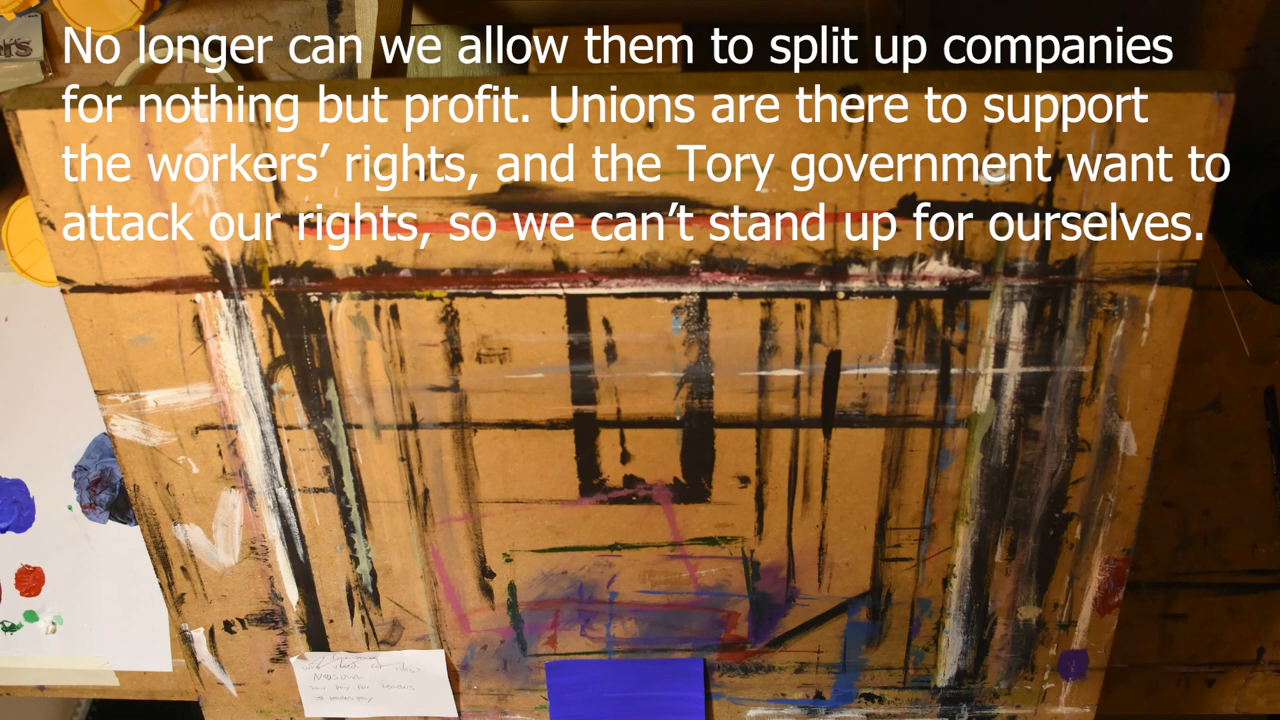 No longer can we allow them to split up companies
for nothing but profit. Unions are there to support
the workers’ rights, and the Tory government want to
attack our rights, so we can’t stand up for ourselves.